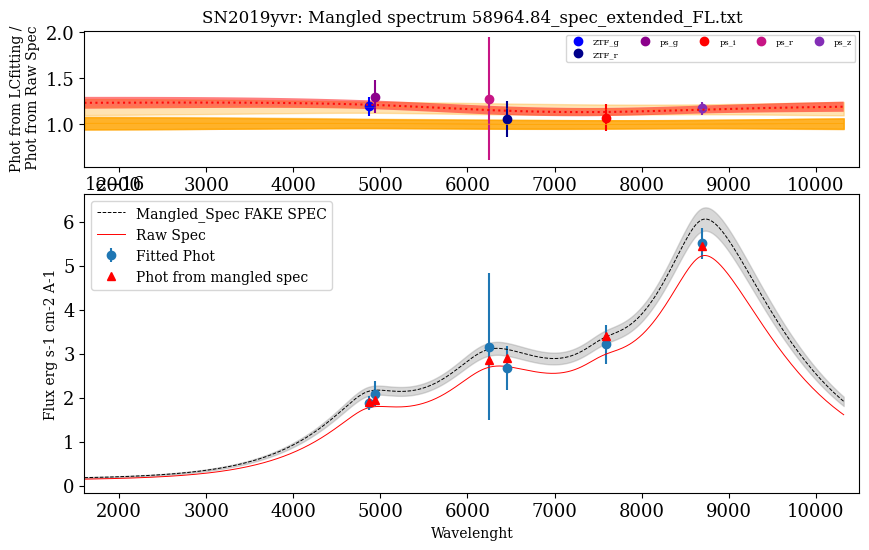 SN2019yvr: Mangled spectrum 58964.84_spec_extended_FL.txt
Phot from LCfitting /
Phot from Raw Spec
2.0
1.5
1.0
ZTF_g ps_g ps_i ps_r ps_z
ZTF_r
2000 3000 4000 5000 6000 7000 8000 9000 10000
1e−16
Flux erg s-1 cm-2 A-1
6
5
4
3
2
1
0
Mangled_Spec FAKE SPEC
Raw Spec
Fitted Phot
Phot from mangled spec
2000 3000 4000 5000 6000 7000 8000 9000 10000
Wavelenght